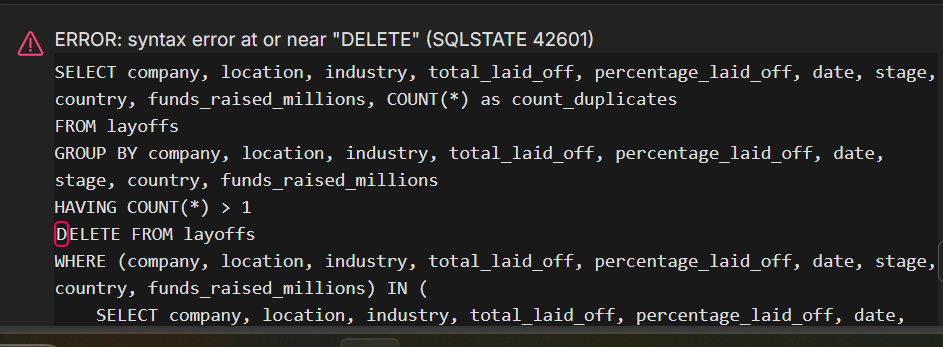 ERROR: syntax error at or near "DELETE" (SQLSTATE 42601)
SELECT company, location, industry, total_laid_off, percentage_laid_off, date, stage,
country, funds_raised_millions, COUNT(*) as count_duplicates
FROM layoffs
GROUP BY company, location, industry, total_laid_off, percentage_laid_off, date,
stage, country, funds_raised_millions
HAVING COUNT(*) > 1
DELETE FROM layoffs
WHERE (company, location, industry, total_laid_off, percentage_laid_off, date, stage,
country, funds_raised_millions) IN (
    SELECT company, location, industry, total_laid_off, percentage_laid_off, date,